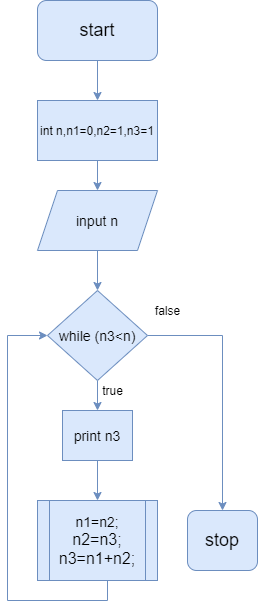 start
int n,n1=0,n2=1,n3=1
input n
while (n3<n)
false
true
print n3
n1=n2;
n2=n3;
n3=n1+n2;
stop